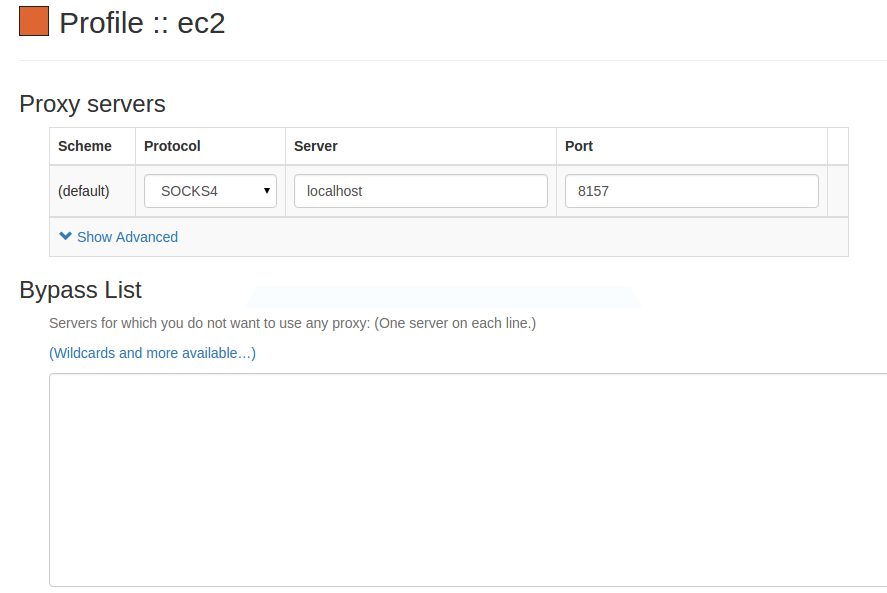 Profile :: ec2
Proxy servers
Scheme Protocol Server Port
(default) SOCKS4 localhost 8157
Show Advanced
Bypass List
Servers for which you do not want to use any proxy: (One server on each line.)
(Wildcards and more available…)